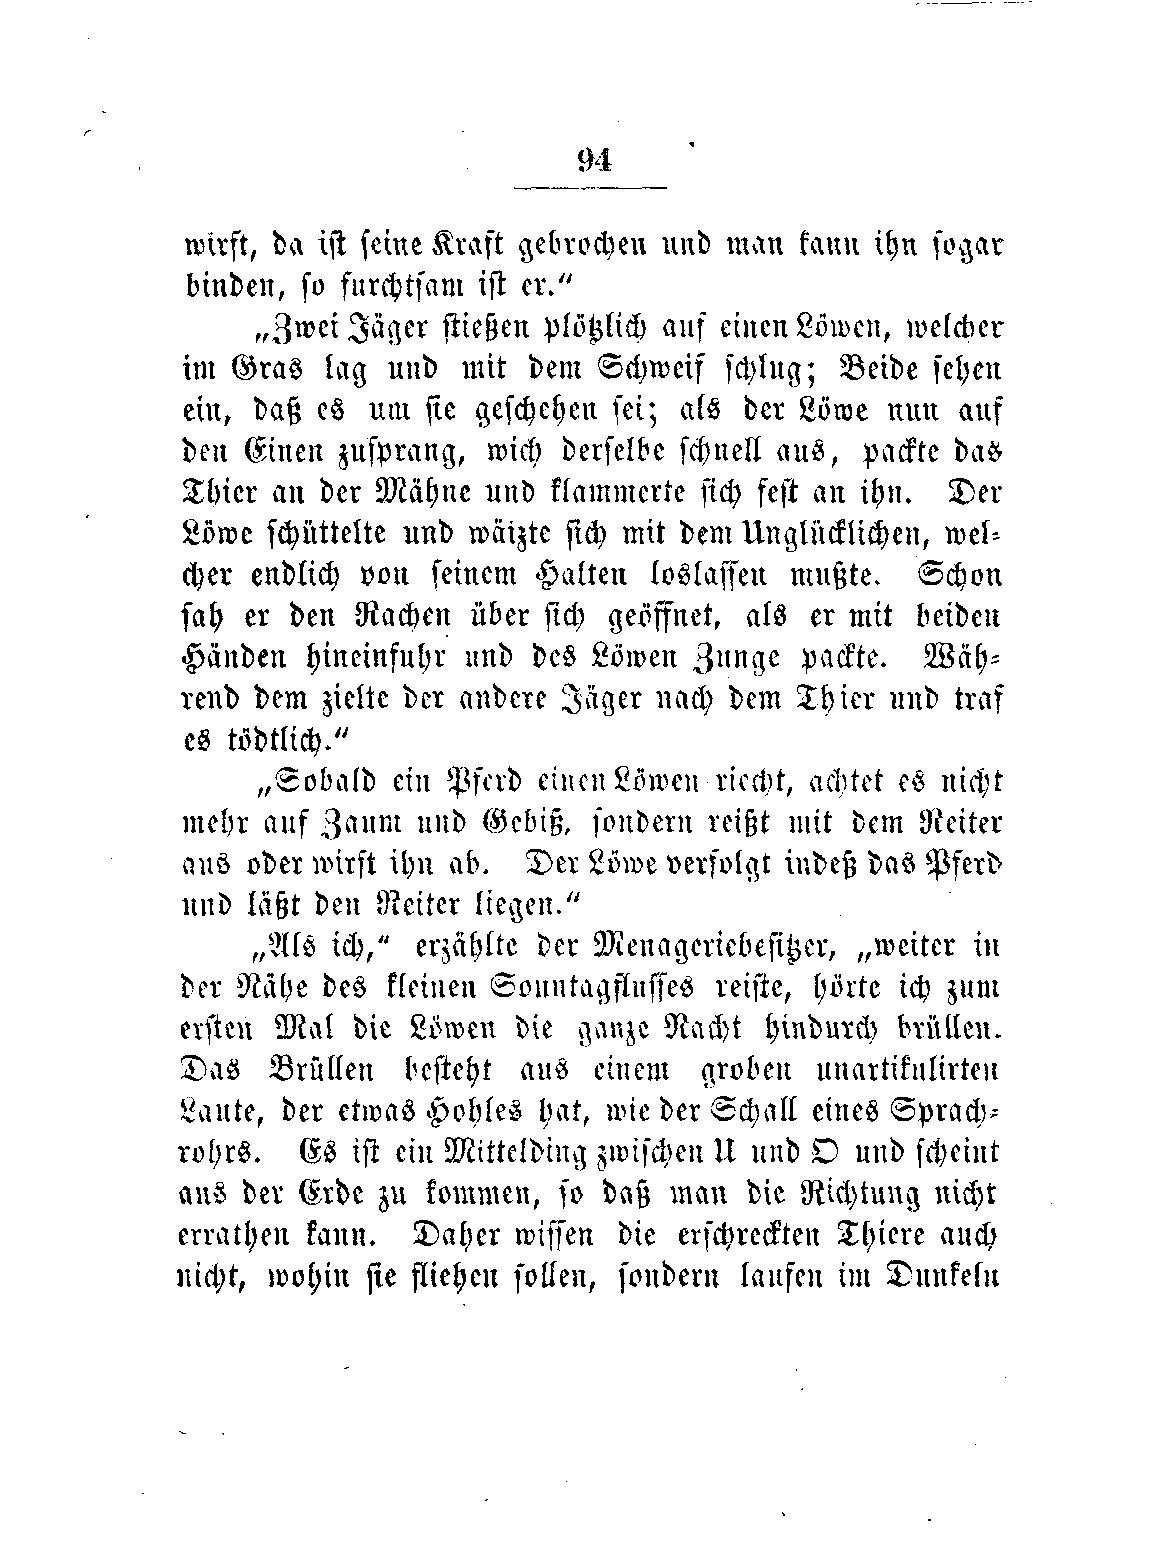 94
wirft, da ist seine Kraft gebrochen und man kann ihn sogar
binden, so furchtsam ist er.“
„Zwei Jäger stießen plötzlich auf einen Löwen, welcher
im Gras lag und mit dem Schweif schlug; Beide sehen
ein, daß es um sie geschehen sei; als der Löwe nun auf
den Einen zusprang, wich derselbe schnell aus, packte das
Thier an der Mähne und klammerte sich fest an ihn. Der
Löwe schüttelte und wälzte sich mit dem Unglücklichen, wel-
cher endlich von seinem Halten loslassen mußte. Schon
sah er den Rachen über sich geöffnet, als er mit beiden
Händen hineinfuhr und des Löwen Zunge packte. Wäh-
rend dem zielte der andere Jäger nach dem Thier und traf
es tödtlich.“
„Sobald ein Pferd einen Löwen riecht, achtet es nicht
mehr auf Zaum und Gebiß, sondern reißt mit dem Reiter
aus oder wirft ihn ab. Der Löwe verfolgt indeß das Pferd
und läßt den Reiter liegen.“
„Als ich,“ erzählte der Menageriebesitzer, „weiter in
der Nähe des kleinen Sonntagflusses reiste, hörte ich zum
ersten Mal die Löwen die ganze Nacht hindurch brüllen.
Das Brüllen besteht aus einem groben unartikulirten
Laute, der etwas Hohles hat, wie der Schall eines Sprach-
rohrs. Es ist ein Mittelding zwischen U und O und scheint
aus der Erde zu kommen, so daß man die Richtung nicht
errathen kann. Daher wissen die erschreckten Thiere auch
nicht, wohin sie fliehen sollen, sondern laufen im Dunkeln